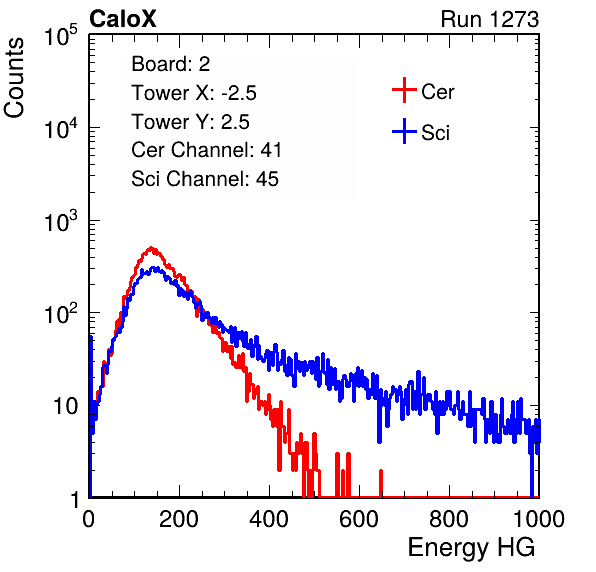 CaloX Run 1273
Counts
10^5
10^4
10^3
10^2
10
1
Board: 2
Tower X: -2.5
Tower Y: 2.5
Cer Channel: 41
Sci Channel: 45
Cer
Sci
0 200 400 600 800 1000
Energy HG